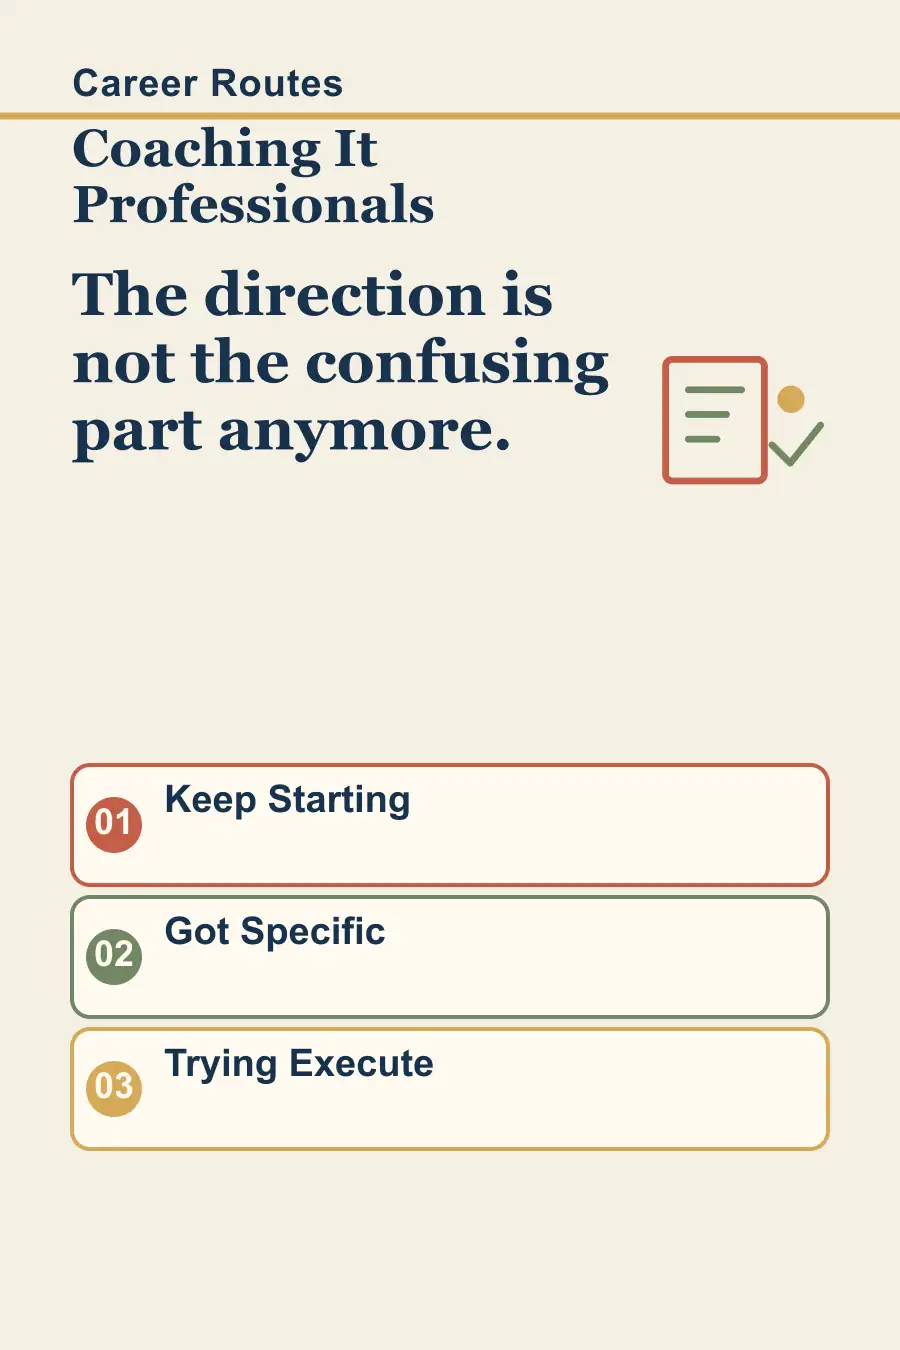 Career Routes
Coaching It
Professionals
The direction is
not the confusing
part anymore.
01 Keep Starting
02 Got Specific
03 Trying Execute